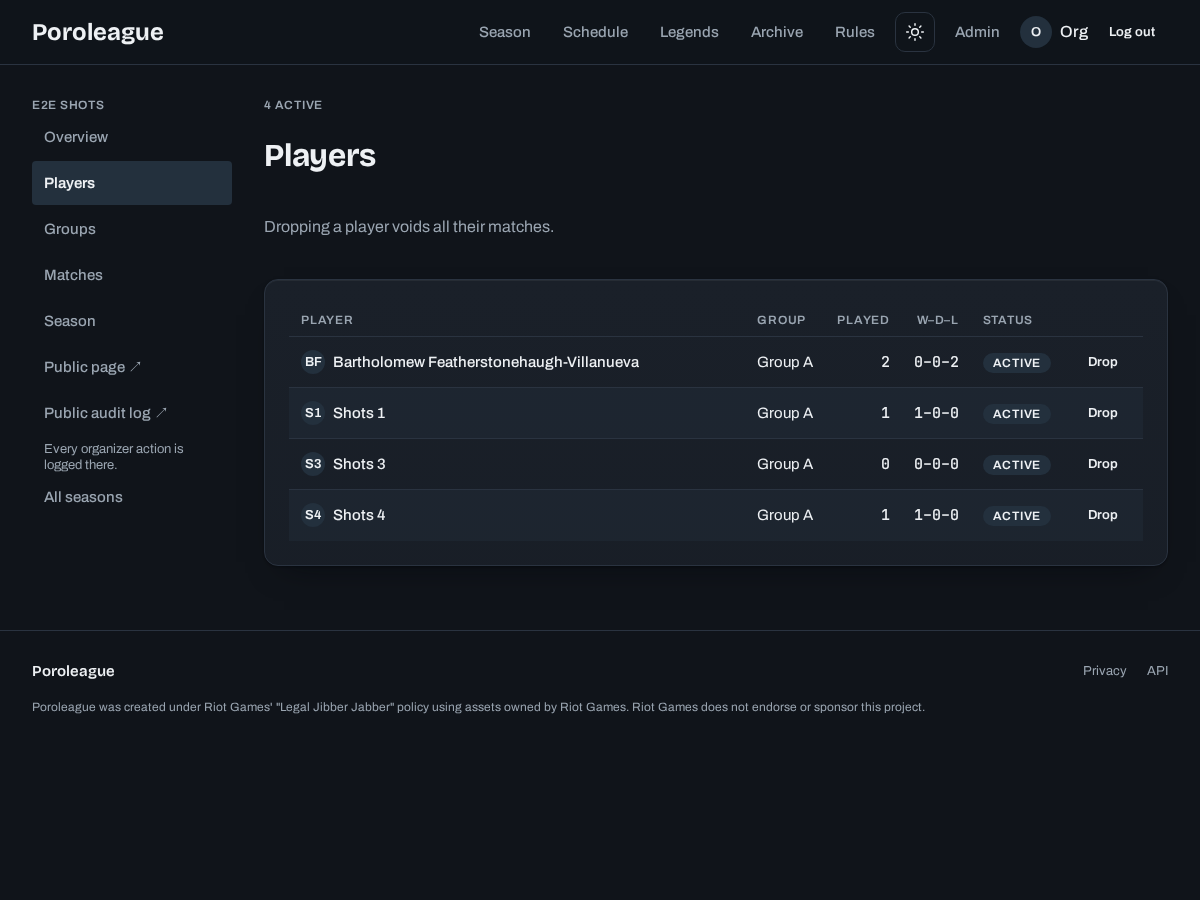 Poroleague
Season Schedule Legends Archive Rules Admin O Org Log out
E2E SHOTS
Overview
Players
Groups
Matches
Season
Public page ↗
Public audit log ↗
Every organizer action is
logged there.
All seasons
4 ACTIVE
Players
Dropping a player voids all their matches.
PLAYER GROUP PLAYED W–D–L STATUS
BF Bartholomew Featherstonehaugh-Villanueva Group A 2 0–0–2 ACTIVE Drop
S1 Shots 1 Group A 1 1–0–0 ACTIVE Drop
S3 Shots 3 Group A 0 0–0–0 ACTIVE Drop
S4 Shots 4 Group A 1 1–0–0 ACTIVE Drop
Poroleague
Privacy API
Poroleague was created under Riot Games' "Legal Jibber Jabber" policy using assets owned by Riot Games. Riot Games does not endorse or sponsor this project.